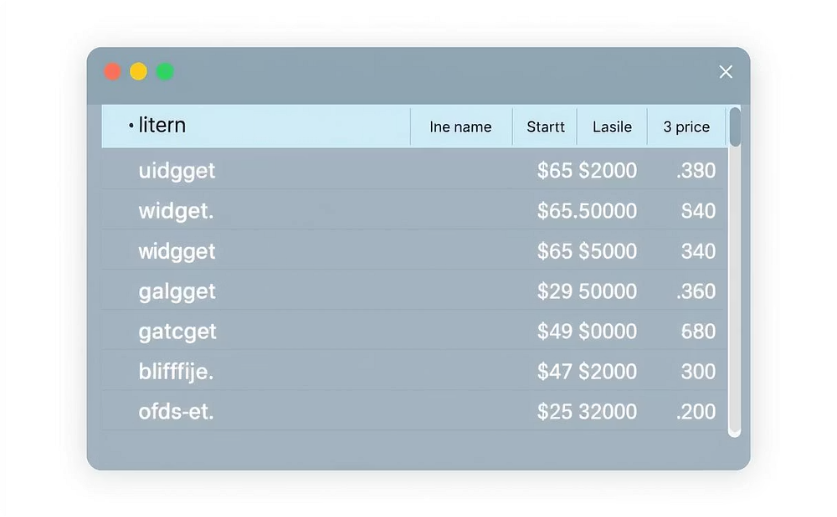 • litern Ine name Startt Lasile 3 price
uidgget $65 $2000 .380
widget. $65.50000 S40
widgget $65 $5000 340
galgget $29 50000 .360
gatcget $49 $0000 680
blifffije. $47 $2000 300
ofds-et. $25 32000 .200